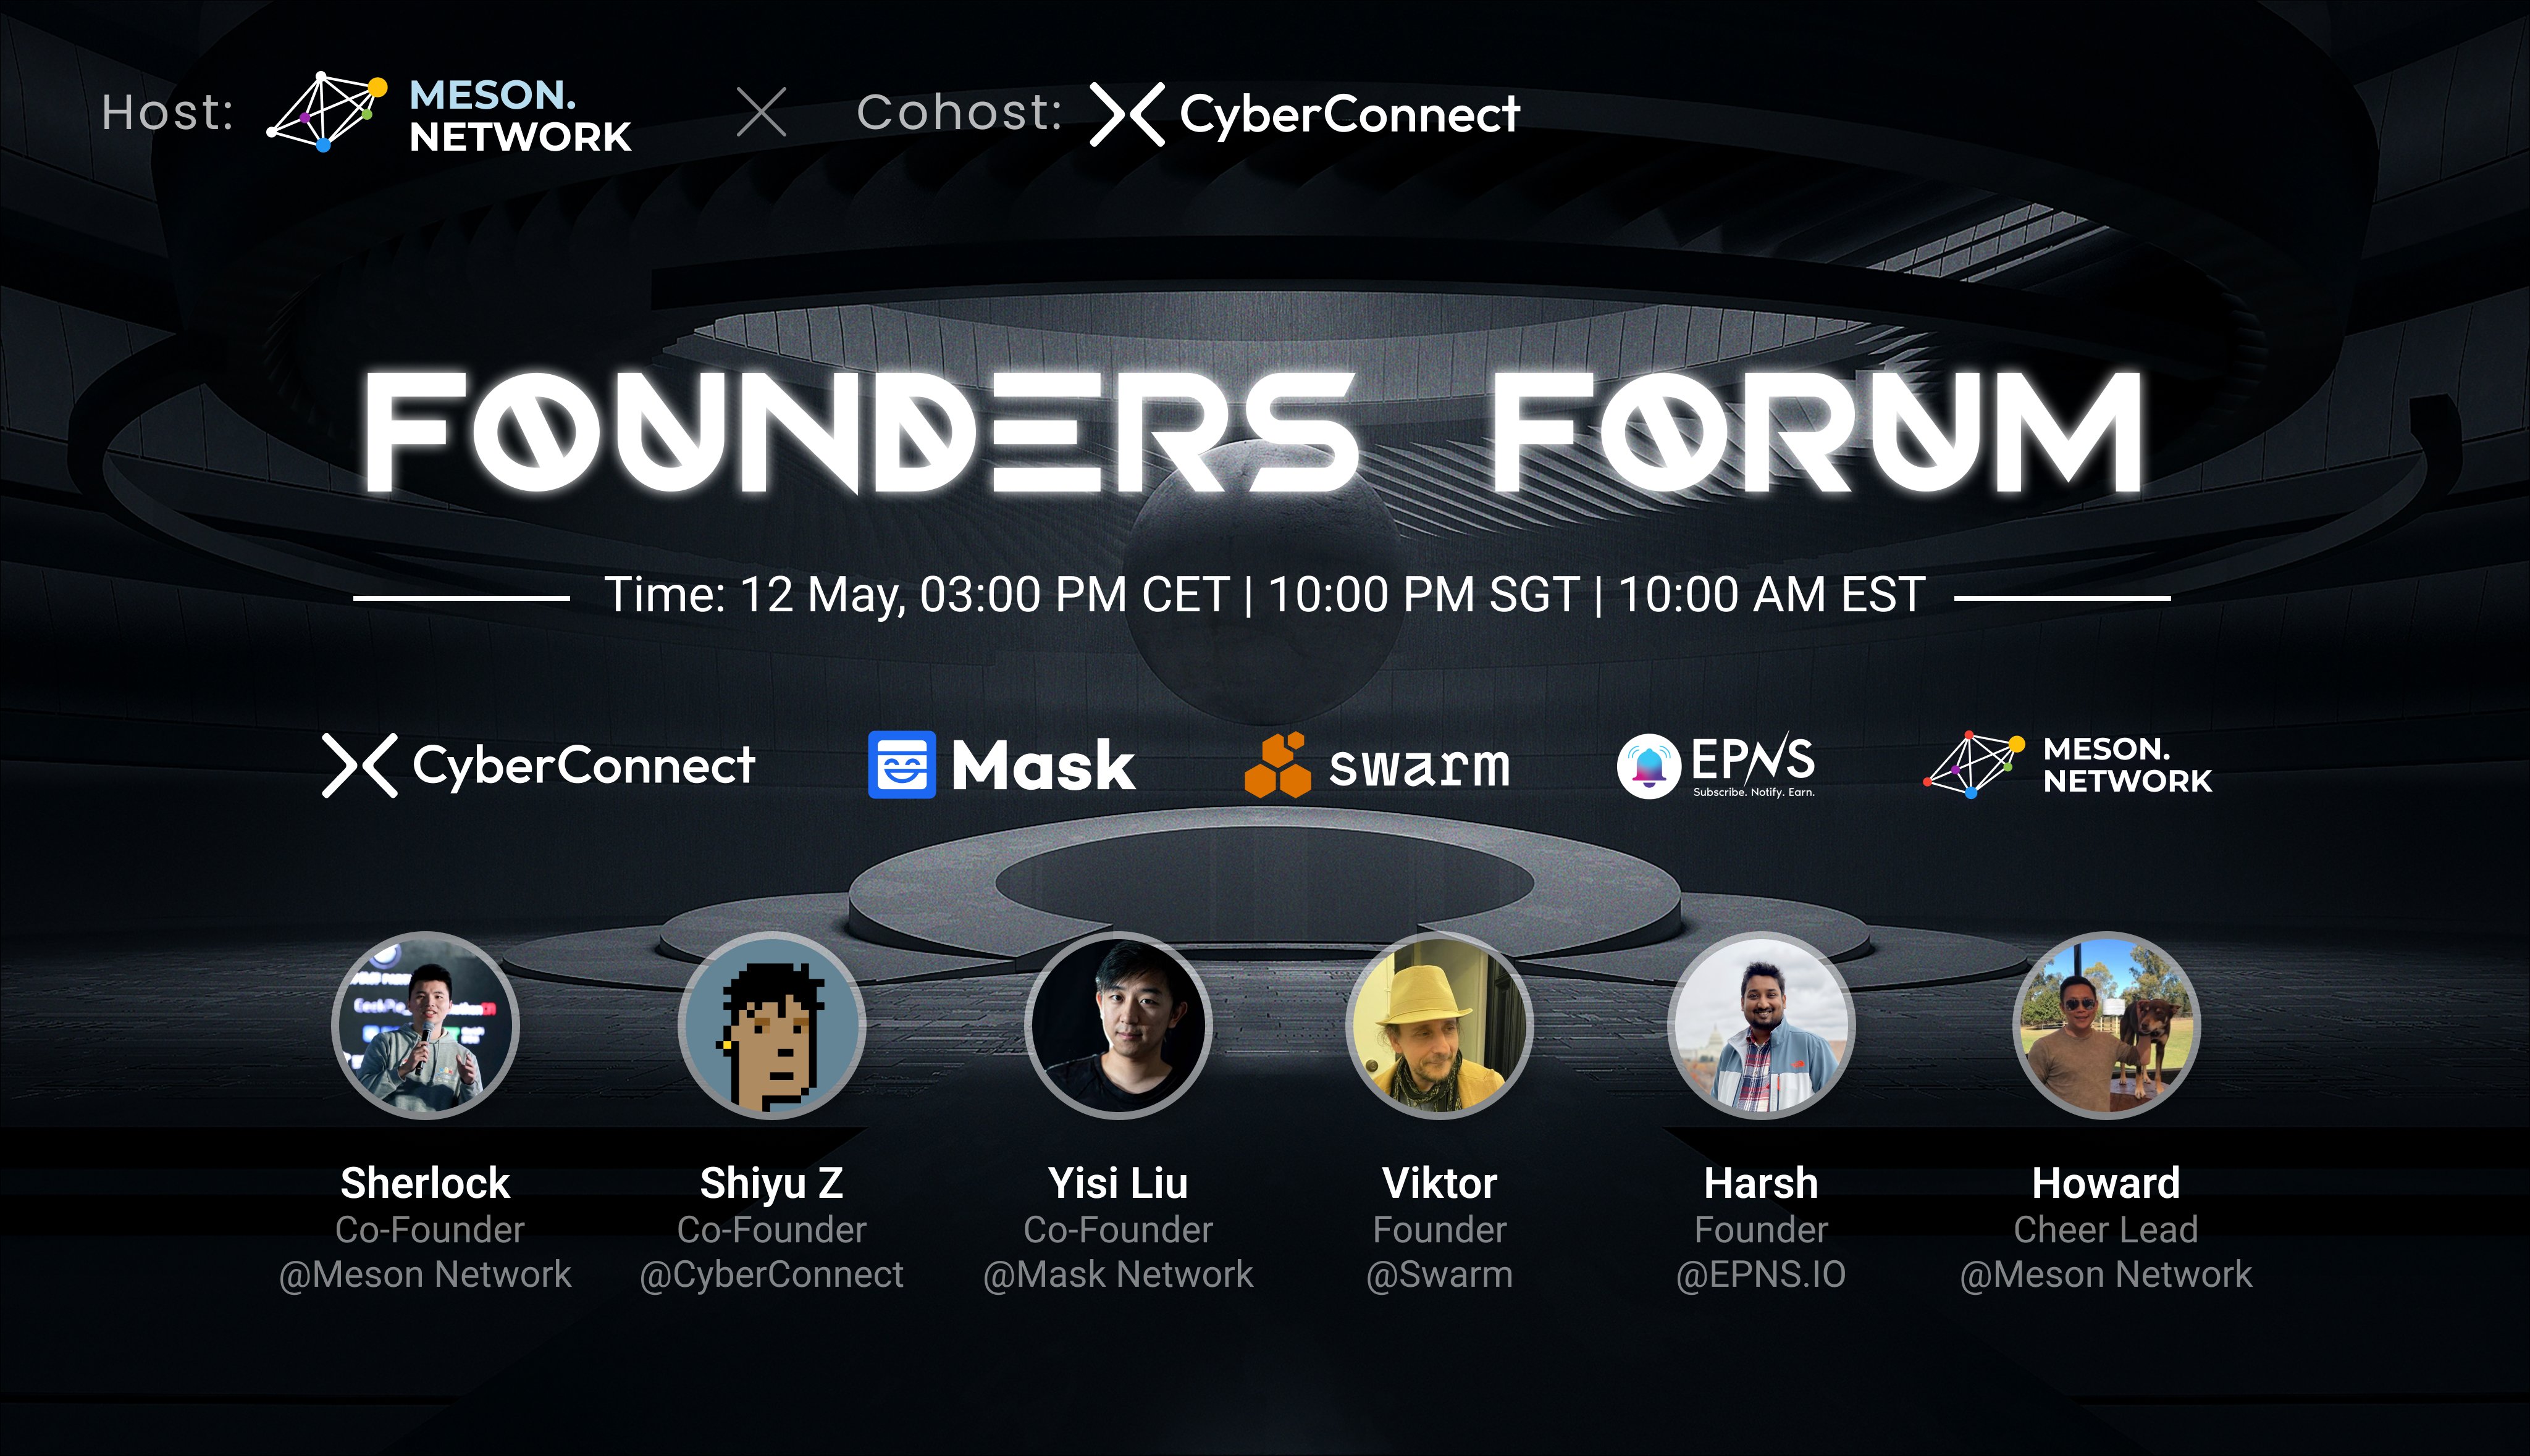 Host: MESON. NETWORK Cohost: CyberConnect
FOUNDERS FORUM
Time: 12 May, 03:00 PM CET | 10:00 PM SGT | 10:00 AM EST
CyberConnect
Mask
swarm
EPNS
Subscribe. Notify. Earn.
MESON.
NETWORK
Sherlock
Co-Founder
@Meson Network
Shiyu Z
Co-Founder
@CyberConnect
Yisi Liu
Co-Founder
@Mask Network
Viktor
Founder
@Swarm
Harsh
Founder
@EPNS.IO
Howard
Cheer Lead
@Meson Network